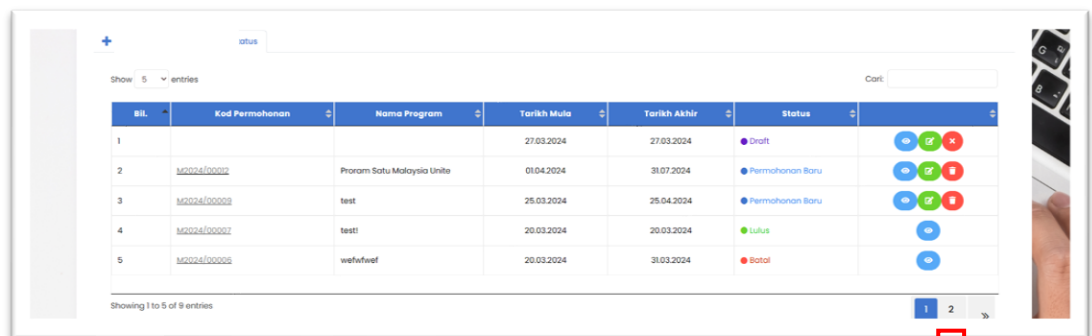 atus
Show 5 entries Cari:
Bil. Kod Permohonan Nama Program Tarikh Mula Tarikh Akhir Status
1 27.03.2024 27.03.2024 Draft
2 M2024/00012 Proram Satu Malaysia Unite 01.04.2024 31.07.2024 Permohonan Baru
3 M2024/00009 test 25.03.2024 25.04.2024 Permohonan Baru
4 M2024/00007 test1 20.03.2024 20.03.2024 Lulus
5 M2024/00006 wefwfwef 20.03.2024 31.03.2024 Batal
Showing 1 to 5 of 9 entries 1 2 »